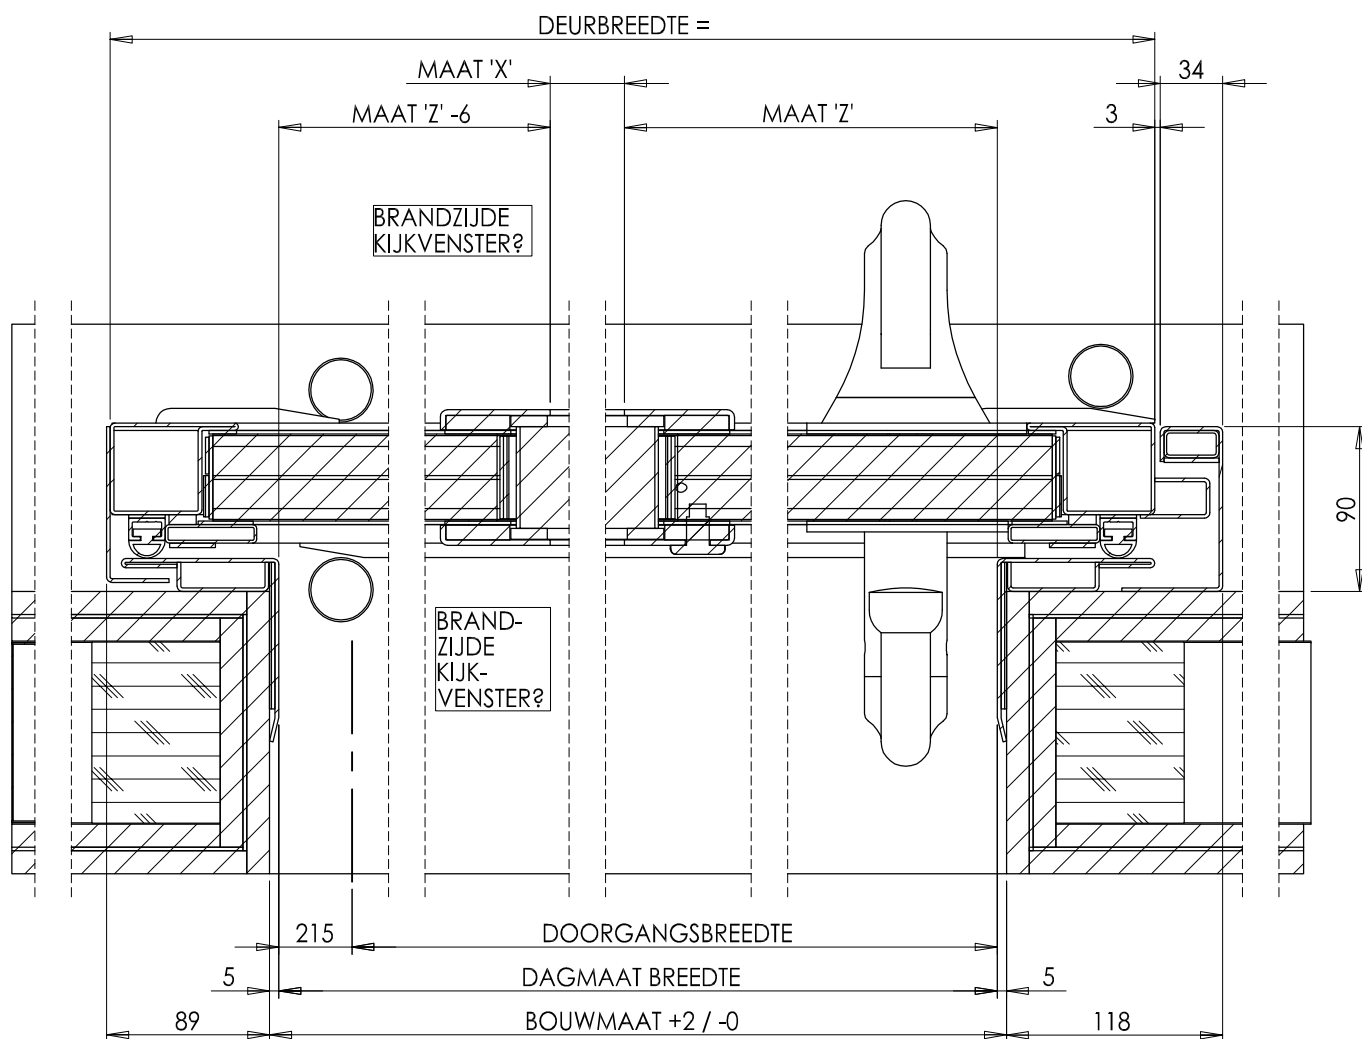 DEURBREEDTE =
MAAT 'X'
34
MAAT 'Z' -6
MAAT 'Z'
3
BRANDZIJDE
KIJKVENSTER?
90
BRAND-
ZIJDE
KIJK-
VENSTER?
215
DOORGANGSBREEDTE
5
DAGMAAT BREEDTE
5
89
BOUWMAAT +2 / -0
118